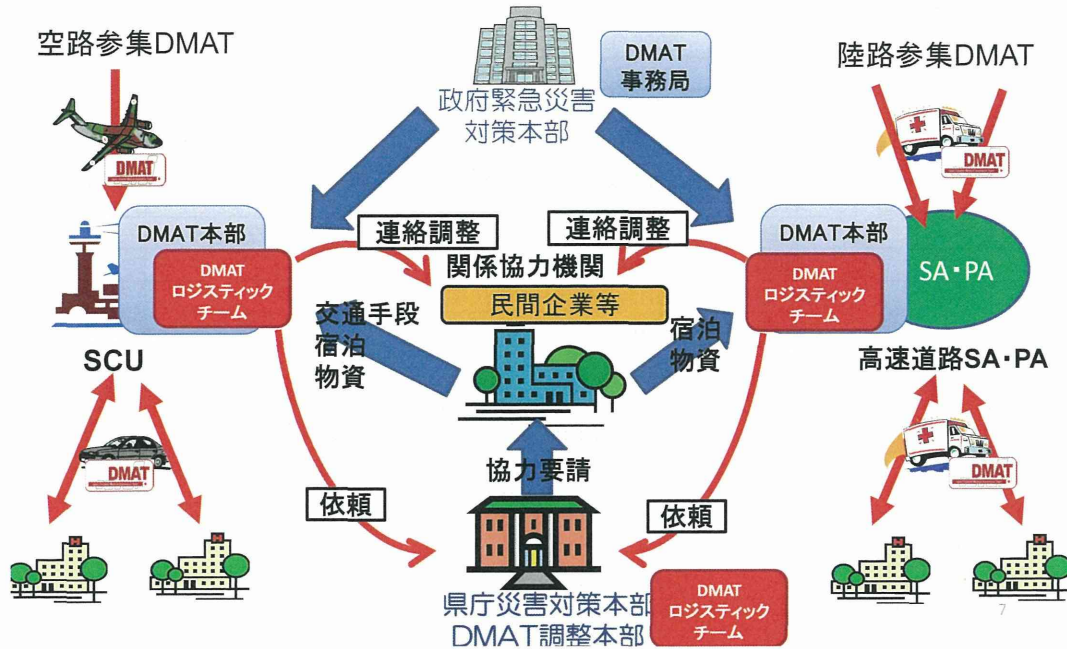 空路参集DMAT
DMAT
事務局
陸路参集DMAT
政府緊急災害
対策本部
DMAT
DMAT
連絡調整
連絡調整
DMAT本部
DMAT
ロジスティック
チーム
関係協力機関
民間企業等
DMAT本部
DMAT
ロジスティック
チーム
SA・PA
交通手段
宿泊
物資
宿泊
物資
SCU
高速道路SA・PA
DMAT
DMAT
協力要請
依頼
依頼
県庁災害対策本部
DMAT調整本部
DMAT
ロジスティック
チーム
7